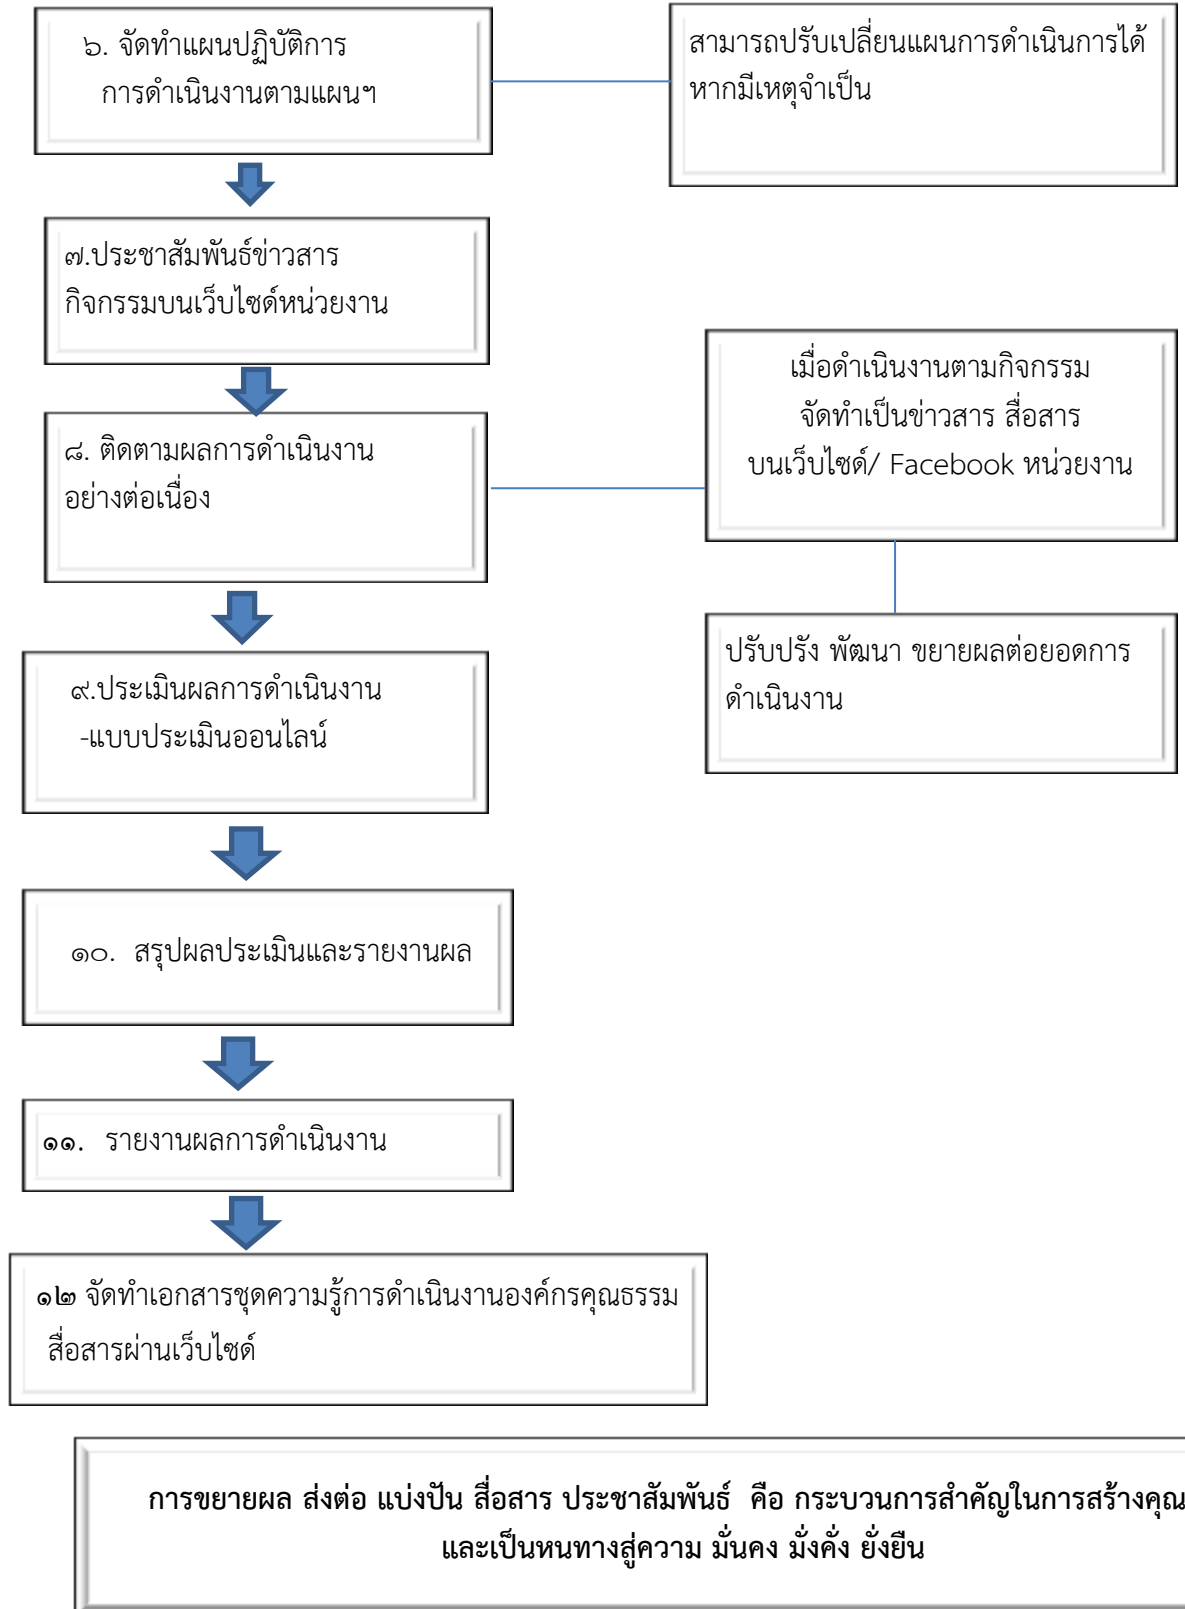 ๖. จัดทำแผนปฏิบัติการ
การดำเนินงานตามแผนฯ
สามารถปรับเปลี่ยนแผนการดำเนินการได้
หากมีเหตุจำเป็น
๗.ประชาสัมพันธ์ข่าวสาร
กิจกรรมบนเว็บไซด์หน่วยงาน
๘. ติดตามผลการดำเนินงาน
อย่างต่อเนื่อง
เมื่อดำเนินงานตามกิจกรรม
จัดทำเป็นข่าวสาร สื่อสาร
บนเว็บไซด์/ Facebook หน่วยงาน
ปรับปรัง พัฒนา ขยายผลต่อยอดการ
ดำเนินงาน
๙.ประเมินผลการดำเนินงาน
-แบบประเมินออนไลน์
๑๐. สรุปผลประเมินและรายงานผล
๑๑. รายงานผลการดำเนินงาน
๑๒ จัดทำเอกสารชุดความรู้การดำเนินงานองค์กรคุณธรรม
สื่อสารผ่านเว็บไซด์
การขยายผล ส่งต่อ แบ่งปัน สื่อสาร ประชาสัมพันธ์ คือ กระบวนการสำคัญในการสร้างคุณ
และเป็นหนทางสู่ความ มั่นคง มั่งคั่ง ยั่งยืน